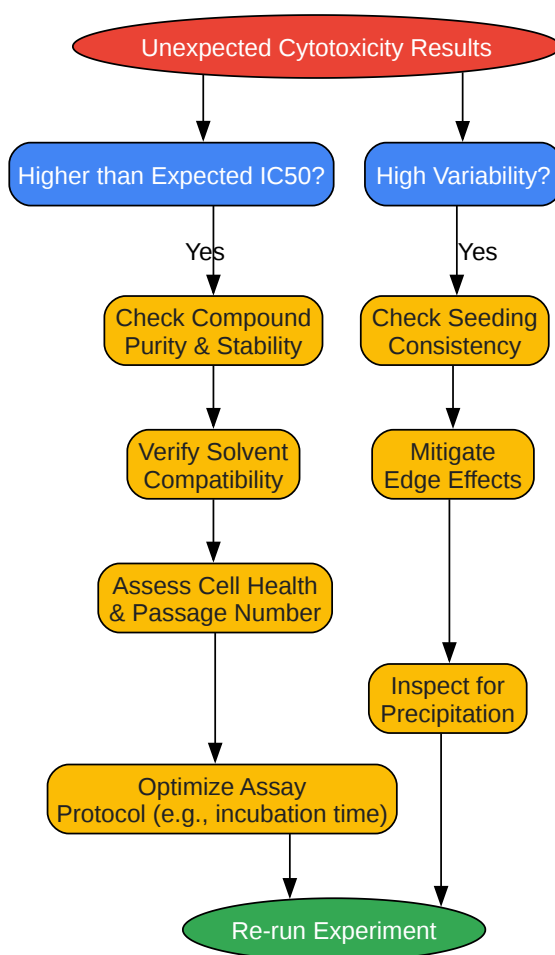 Unexpected Cytotoxicity Results
Higher than Expected IC50?
High Variability?
Yes
Yes
Check Compound
Purity & Stability
Check Seeding
Consistency
Verify Solvent
Compatibility
Mitigate
Edge Effects
Assess Cell Health
& Passage Number
Inspect for
Precipitation
Optimize Assay
Protocol (e.g., incubation time)
Re-run Experiment